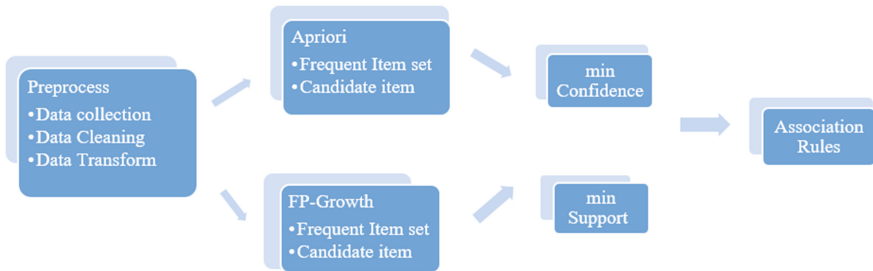 Preprocess
•Data collection
•Data Cleaning
•Data Transform
Apriori
•Frequent Item set
•Candidate item
FP-Growth
•Frequent Item set
•Candidate item
min
Confidence
min
Support
Association
Rules